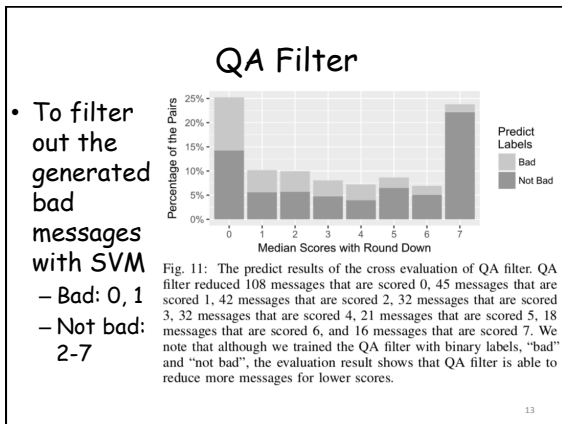 QA Filter
• To filter
out the
generated
bad
messages
with SVM
– Bad: 0, 1
– Not bad:
2-7
Percentage of the Pairs
25%
20%
15%
10%
5%
0%
0 1 2 3 4 5 6 7
Median Scores with Round Down
Predict
Labels
Bad
Not Bad
Fig. 11: The predict results of the cross evaluation of QA filter. QA
filter reduced 108 messages that are scored 0, 45 messages that are
scored 1, 42 messages that are scored 2, 32 messages that are scored
3, 32 messages that are scored 4, 21 messages that are scored 5, 18
messages that are scored 6, and 16 messages that are scored 7. We
note that although we trained the QA filter with binary labels, “bad”
and “not bad”, the evaluation result shows that QA filter is able to
reduce more messages for lower scores.
13